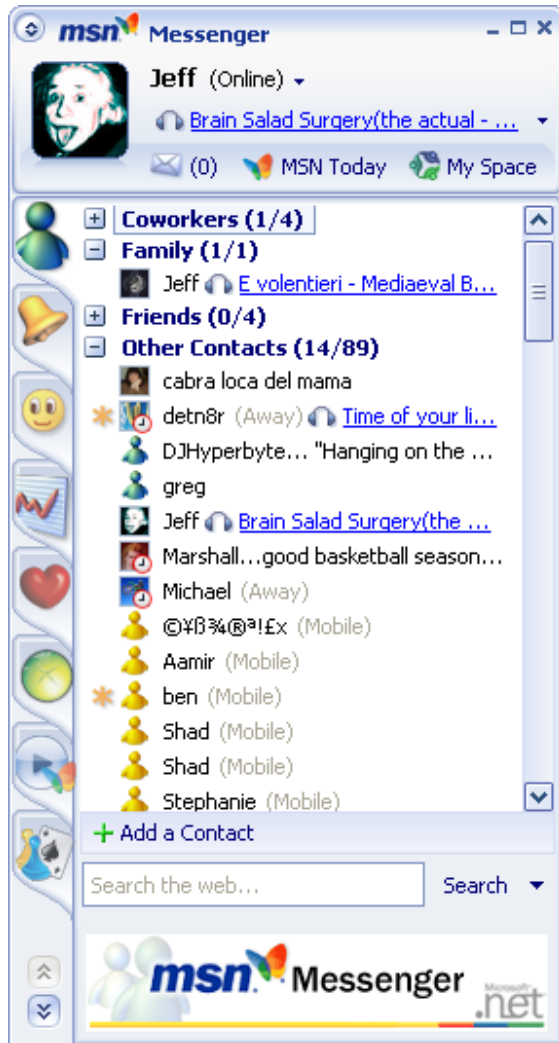 msn Messenger
Jeff (Online)
Brain Salad Surgery(the actual - ...
(0) MSN Today My Space
Coworkers (1/4)
Family (1/1)
Jeff E volentieri - Mediaeval B...
Friends (0/4)
Other Contacts (14/89)
cabra loca del mama
detn8r (Away) Time of your li...
DJHyperbyte... "Hanging on the ...
greg
Jeff Brain Salad Surgery(the ...
Marshall...good basketball season...
Michael (Away)
©¥ß¾®ª!£x (Mobile)
Aamir (Mobile)
ben (Mobile)
Shad (Mobile)
Shad (Mobile)
Stephanie (Mobile)
Add a Contact
Search the web... Search
msn Messenger Microsoft .net